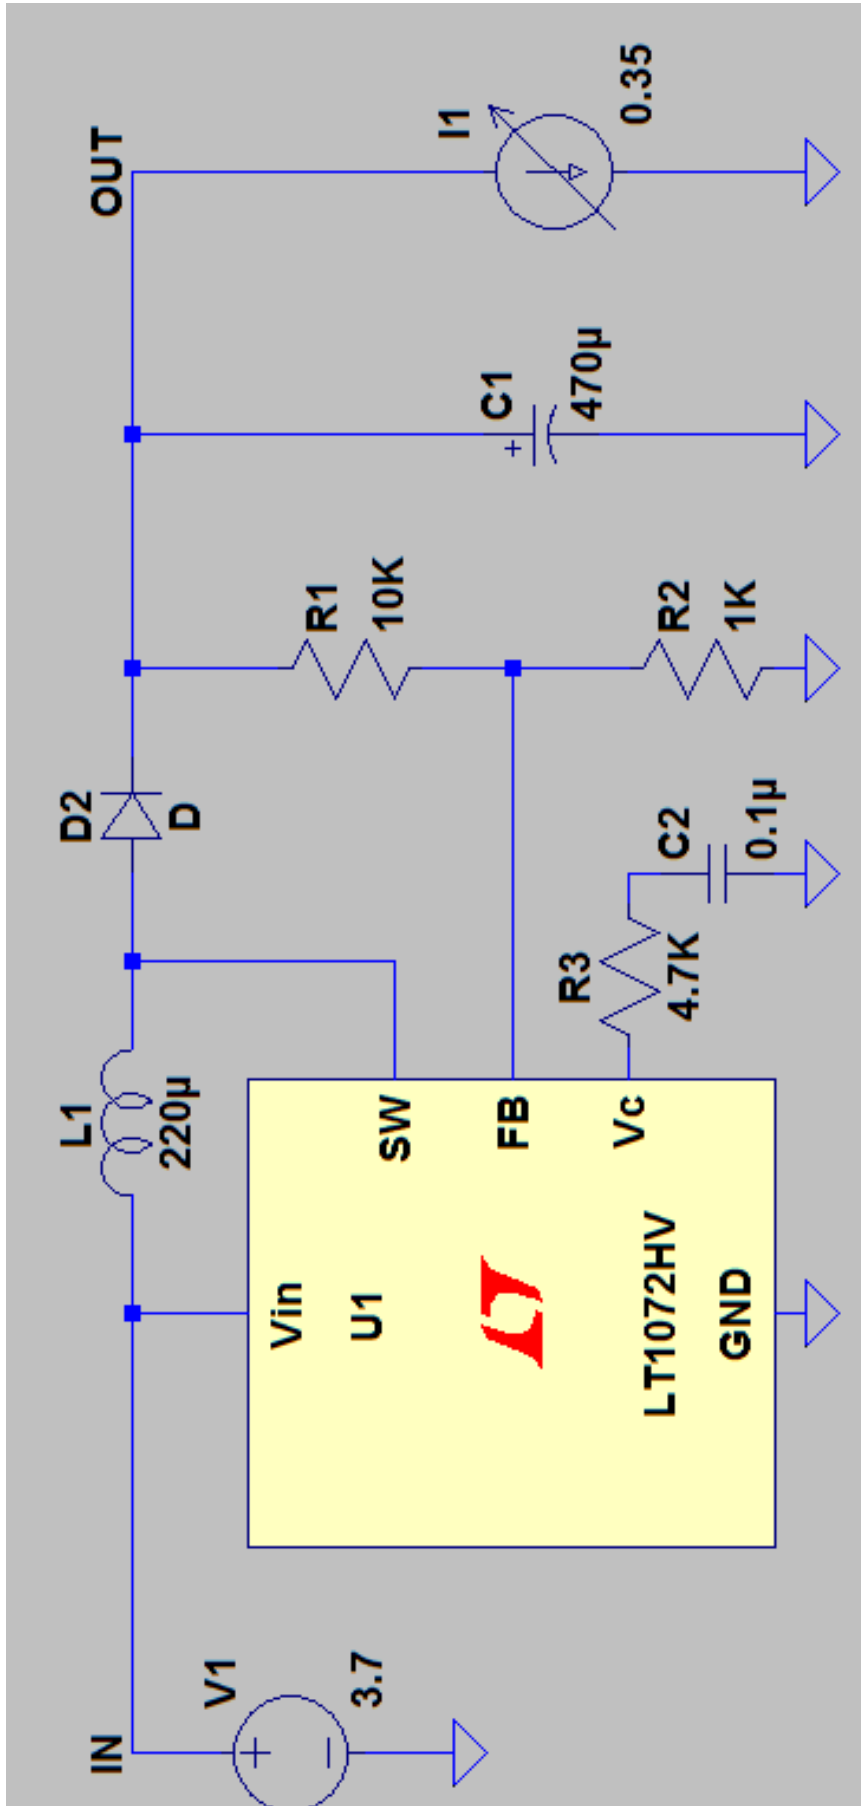 IN
V1
3.7
L1
220µ
D2
D
OUT
Vin
U1
SW
FB
Vc
LT1072HV
GND
R3
4.7K
C2
0.1µ
R1
10K
R2
1K
C1
+
470µ
I1
0.35